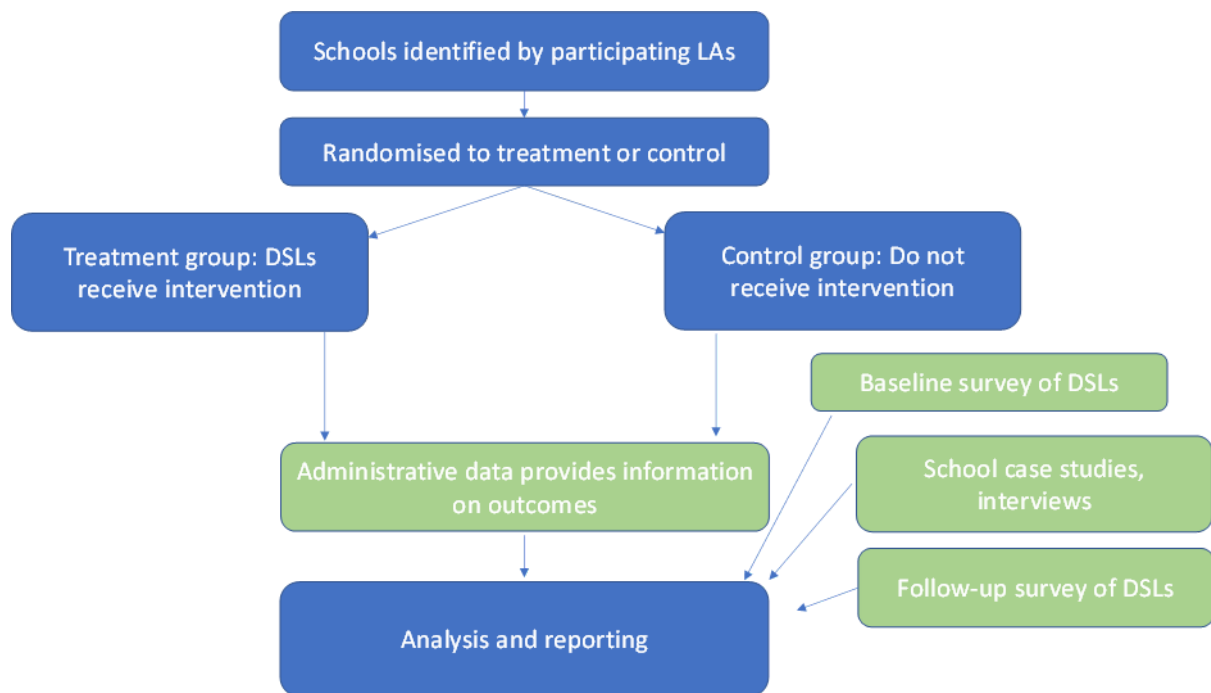 Schools identified by participating LAs
Randomised to treatment or control
Treatment group: DSLs
receive intervention
Control group: Do not
receive intervention
Baseline survey of DSLs
Administrative data provides information
on outcomes
School case studies,
interviews
Follow-up survey of DSLs
Analysis and reporting